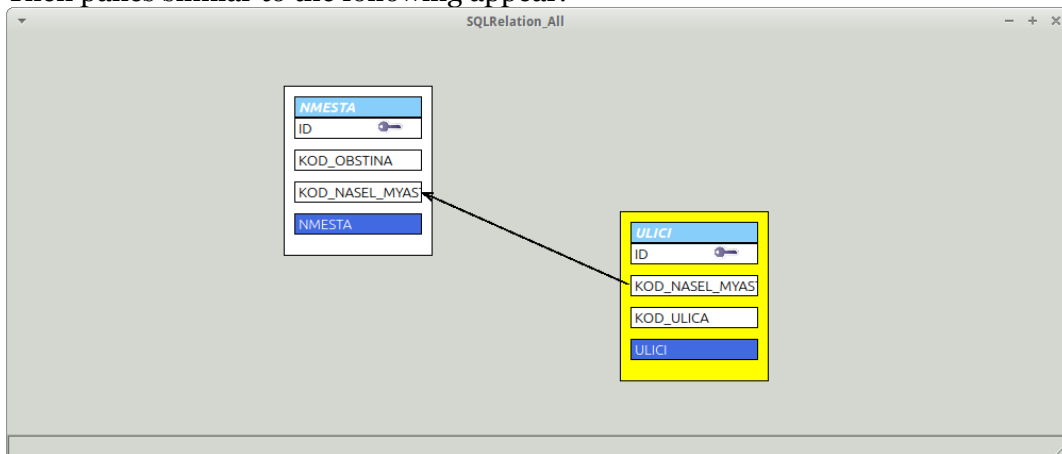 Then panes similar to the following appear:
SQLRelation_All
NMESTA
ID
KOD_OBSTINA
KOD_NASEL_MYAS
NMESTA
ULICI
ID
KOD_NASEL_MYAS
KOD_ULICA
ULICI